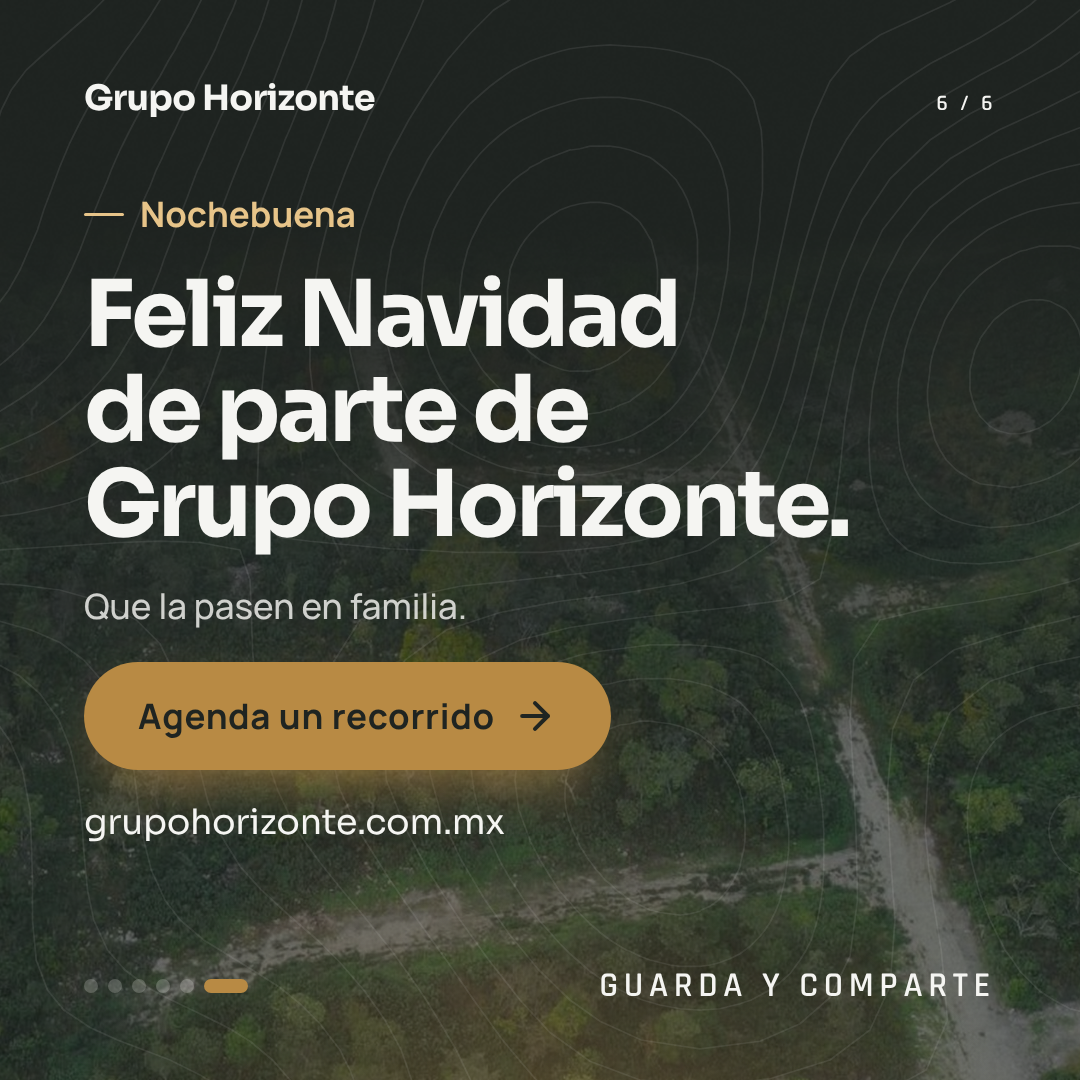 Grupo Horizonte
6 / 6
Nochebuena
Feliz Navidad
de parte de
Grupo Horizonte.
Que la pasen en familia.
Agenda un recorrido →
grupohorizonte.com.mx
GUARDA Y COMPARTE